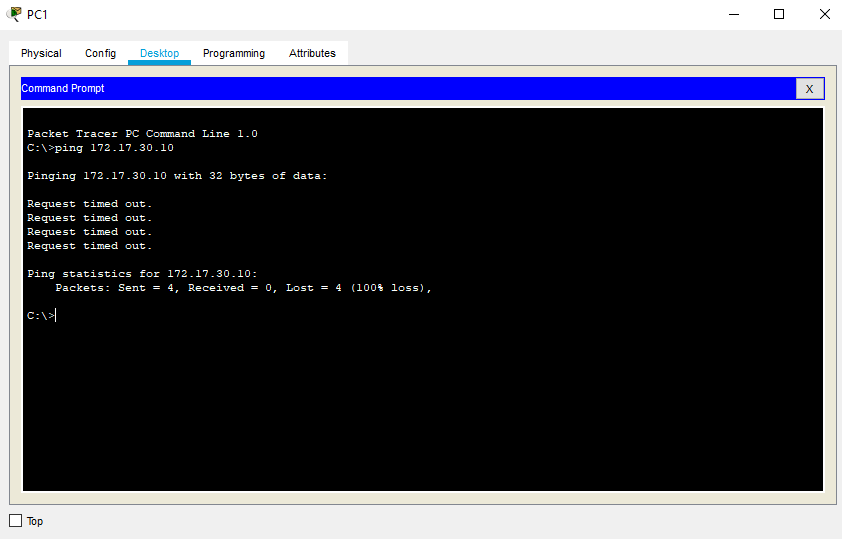 PC1
Physical Config Desktop Programming Attributes
Command Prompt
X
Packet Tracer PC Command Line 1.0
C:\>ping 172.17.30.10
Pinging 172.17.30.10 with 32 bytes of data:
Request timed out.
Request timed out.
Request timed out.
Request timed out.
Ping statistics for 172.17.30.10:
    Packets: Sent = 4, Received = 0, Lost = 4 (100% loss),
C:\>
Top